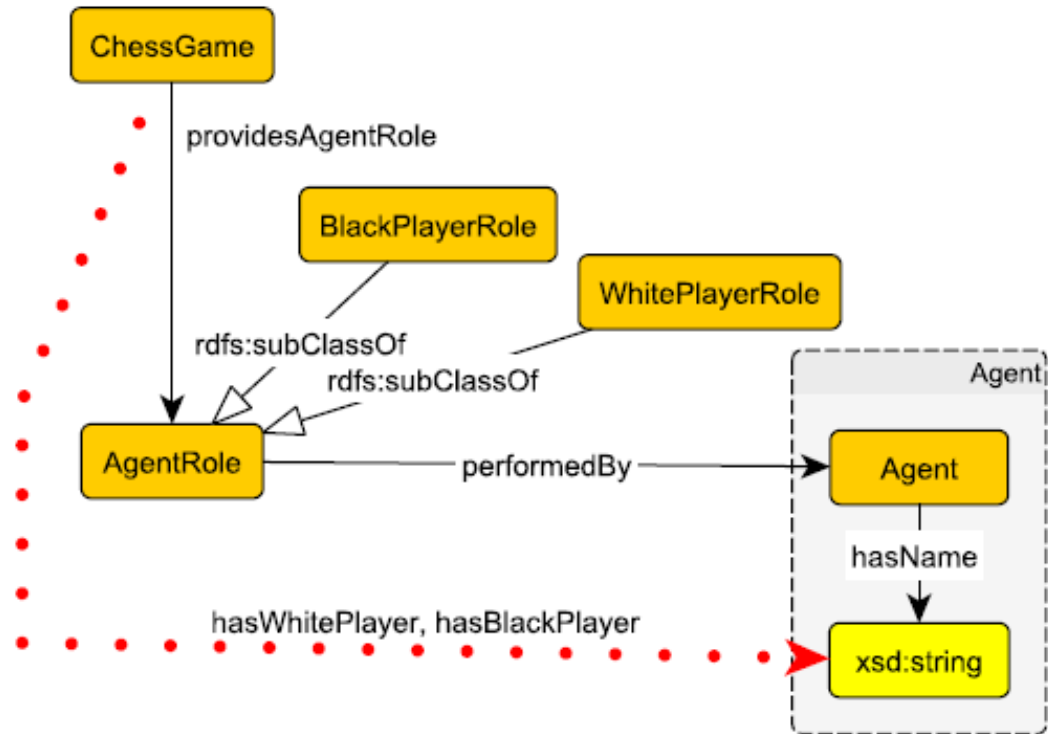 ChessGame
providesAgentRole
BlackPlayerRole
WhitePlayerRole
rdfs:subClassOf
rdfs:subClassOf
Agent
AgentRole
performedBy
Agent
hasName
hasWhitePlayer, hasBlackPlayer
xsd:string